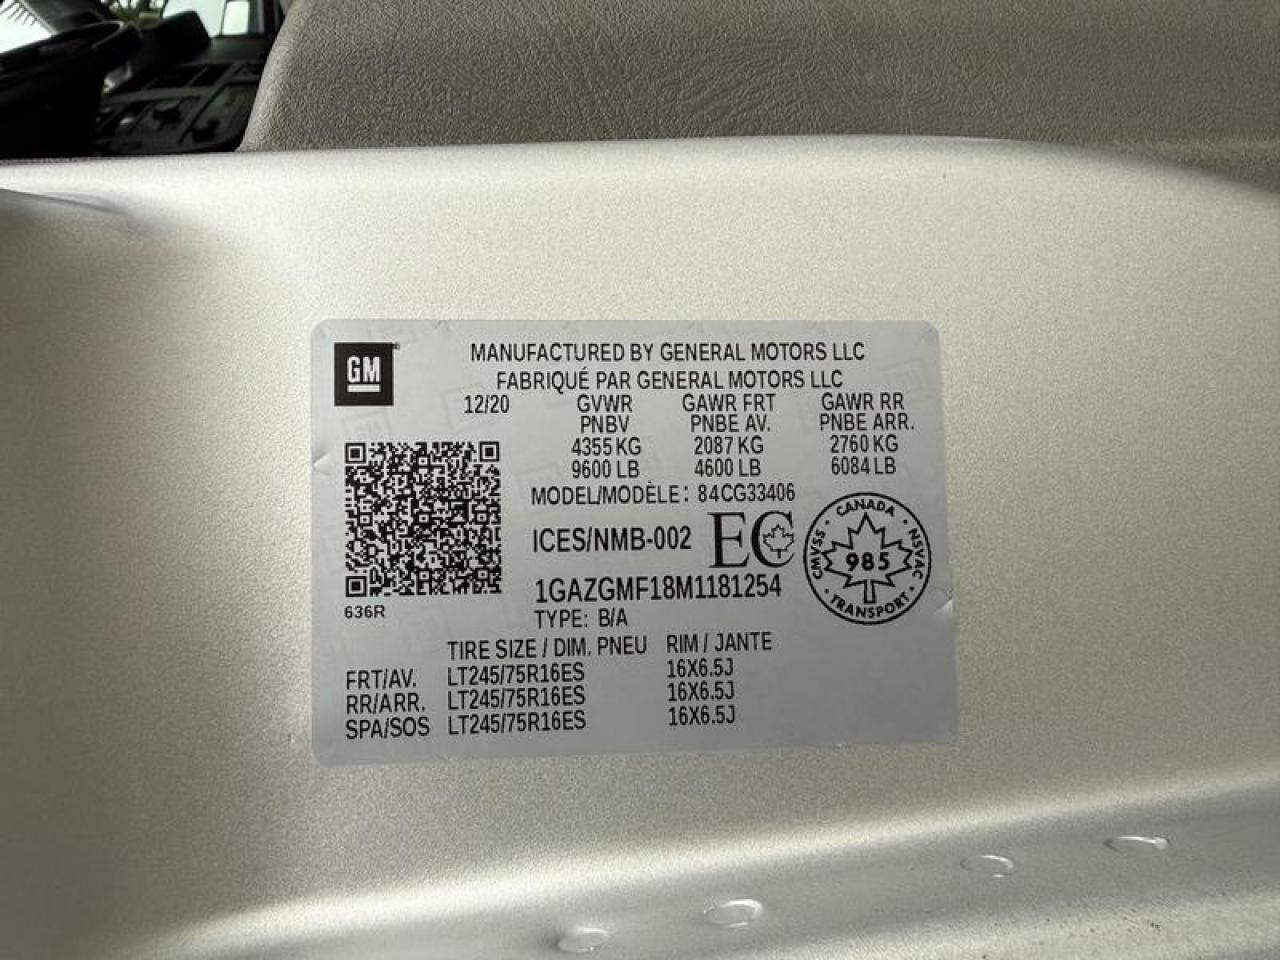 GM
MANUFACTURED BY GENERAL MOTORS LLC
FABRIQUÉ PAR GENERAL MOTORS LLC
12/20 GVWR GAWR FRT GAWR RR
PNBV PNBE AV. PNBE ARR.
4355 KG 2087 KG 2760 KG
9600 LB 4600 LB 6084 LB
MODEL/MODÈLE: 84CG33406
ICES/NMB-002 EC
CANADA
CMVSS 985 NSVAC
TRANSPORT
1GAZGMF18M1181254
636R
TYPE: B/A
TIRE SIZE / DIM. PNEU RIM / JANTE
FRT/AV. LT245/75R16ES 16X6.5J
RR/ARR. LT245/75R16ES 16X6.5J
SPA/SOS LT245/75R16ES 16X6.5J